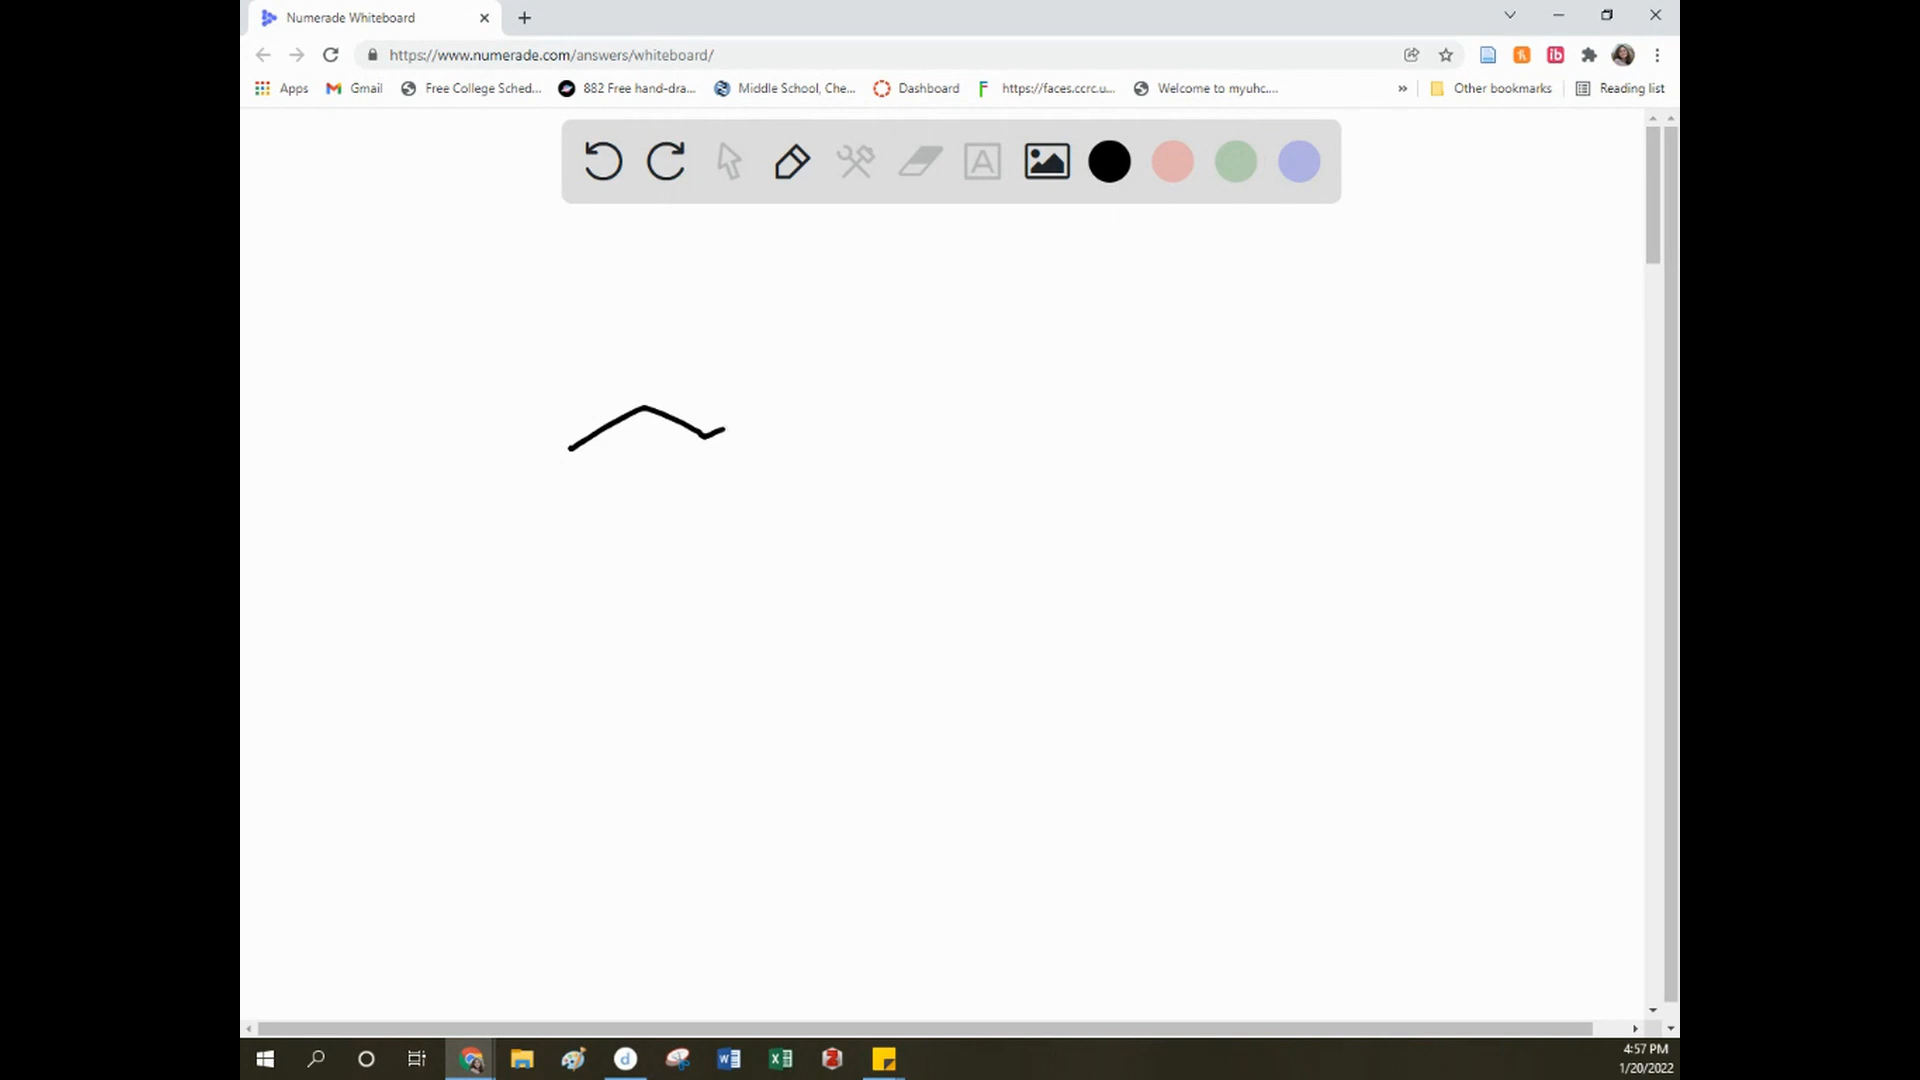 Numerade Whiteboard
https://www.numerade.com/answers/whiteboard/
Apps Gmail Free College Sched... 882 Free hand-dra... Middle School, Che... Dashboard https://faces.ccrc.u... Welcome to myuhc.... » Other bookmarks Reading list
A
4:57 PM
1/20/2022